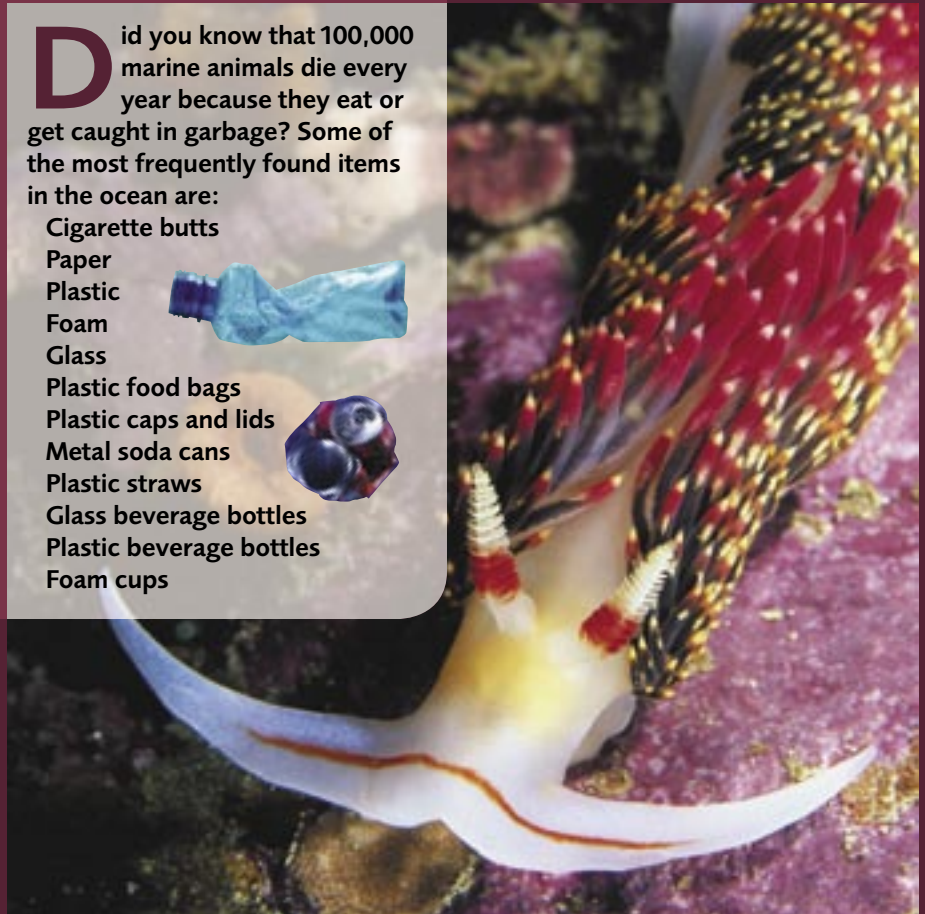 Did you know that 100,000
marine animals die every
year because they eat or
get caught in garbage? Some of
the most frequently found items
in the ocean are:
Cigarette butts
Paper
Plastic
Foam
Glass
Plastic food bags
Plastic caps and lids
Metal soda cans
Plastic straws
Glass beverage bottles
Plastic beverage bottles
Foam cups